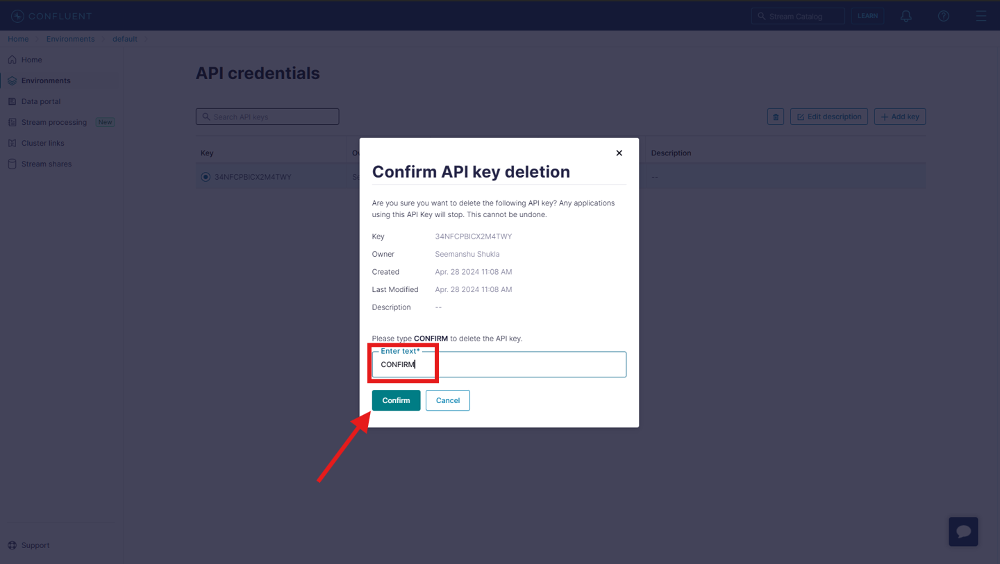 CONFLUENT
Stream Catalog
LEARN
Home
Environments
default
Home
Environments
Data portal
Stream processing New
Cluster links
Stream shares
Support
API credentials
Search API keys
Edit description
Add key
Key
Description
34NFCPBICX2M4TWY
--
Confirm API key deletion
Are you sure you want to delete the following API key? Any applications
using this API Key will stop. This cannot be undone.
Key 34NFCPBICX2M4TWY
Owner Seemanshu Shukla
Created Apr. 28 2024 11:08 AM
Last Modified Apr. 28 2024 11:08 AM
Description --
Please type CONFIRM to delete the API key.
Enter text*
CONFIRM
Confirm
Cancel